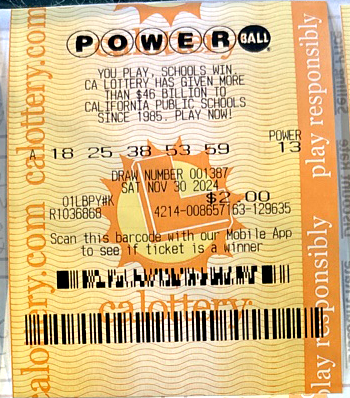 POWER BALL
YOU PLAY, SCHOOLS WIN.
CA LOTTERY HAS GIVEN MORE
THAN $46 BILLION TO
CALIFORNIA PUBLIC SCHOOLS
SINCE 1985. PLAY NOW!
POWER
A 18 25 38 53 59 13
DRAW NUMBER 001387
SAT NOV 30 2024
01LBPY#K $2.00
R1036868 4214-008657163-129635
Scan this barcode with our Mobile App
to see if ticket is a winner
calottery
calottery.com calottery.com
play responsibly
play responsibly